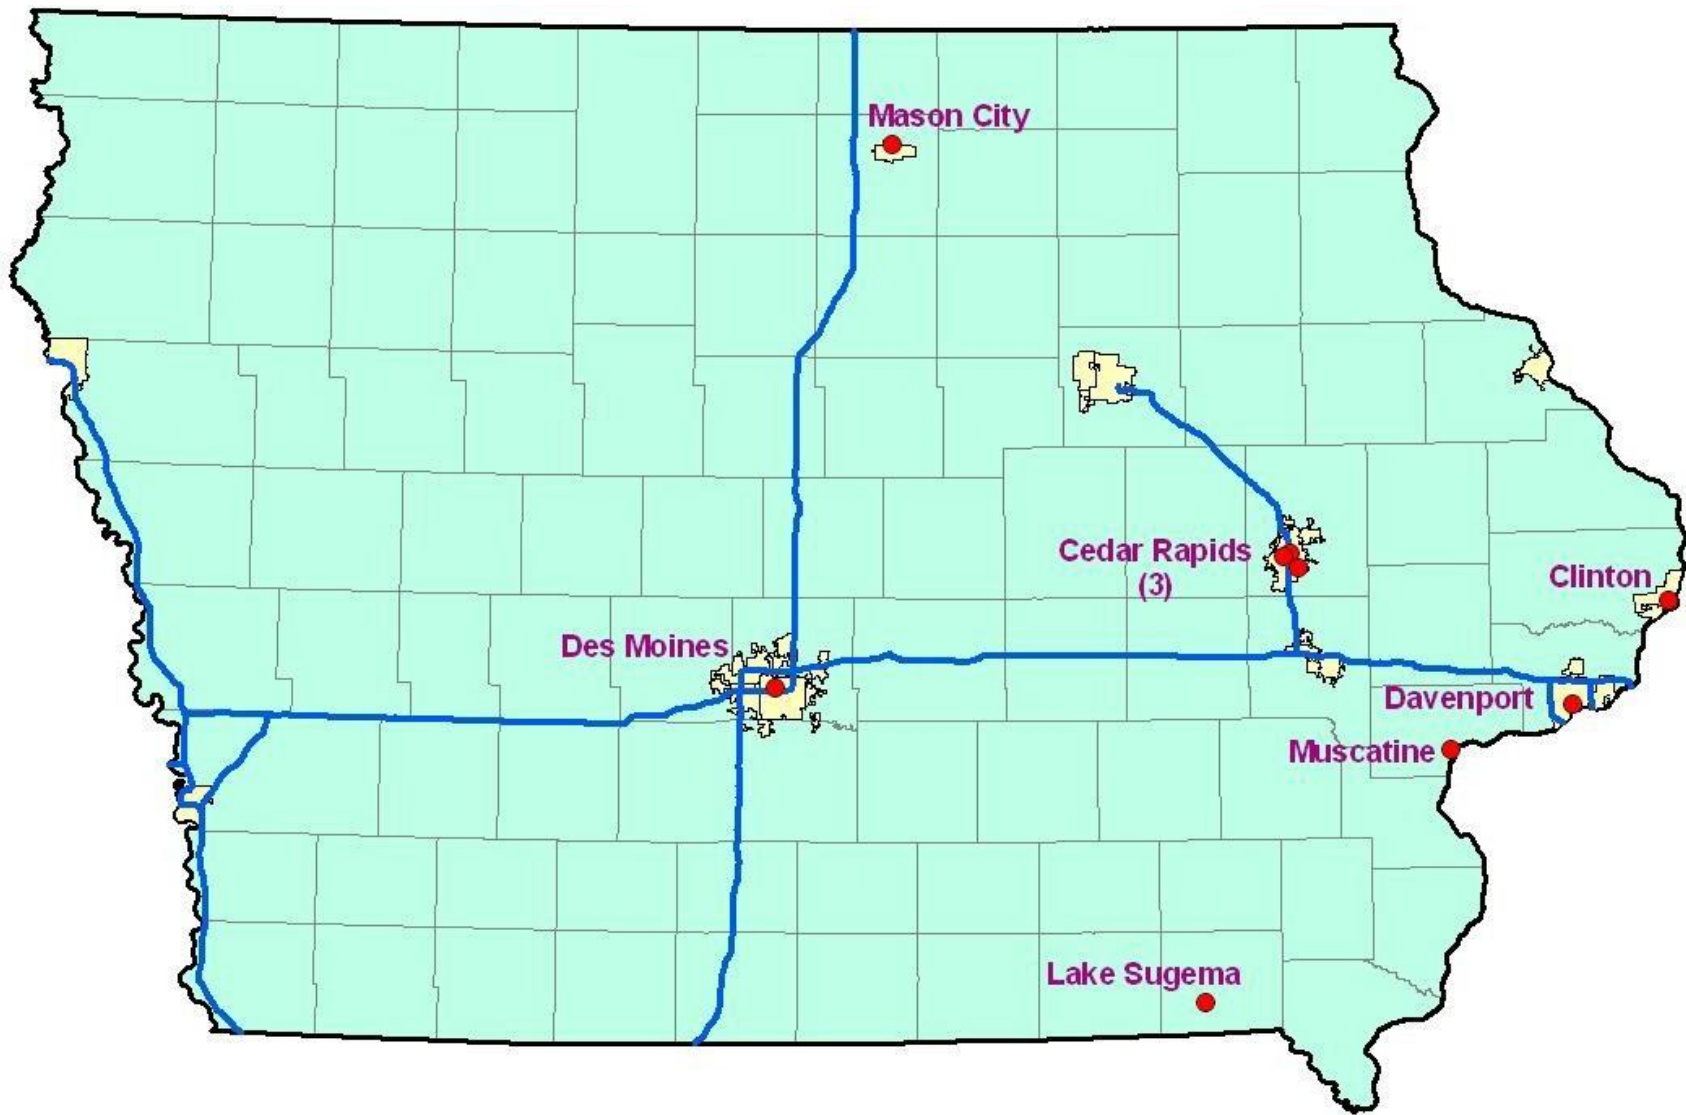 Mason City
Cedar Rapids
(3)
Clinton
Des Moines
Davenport
Muscatine
Lake Sugema